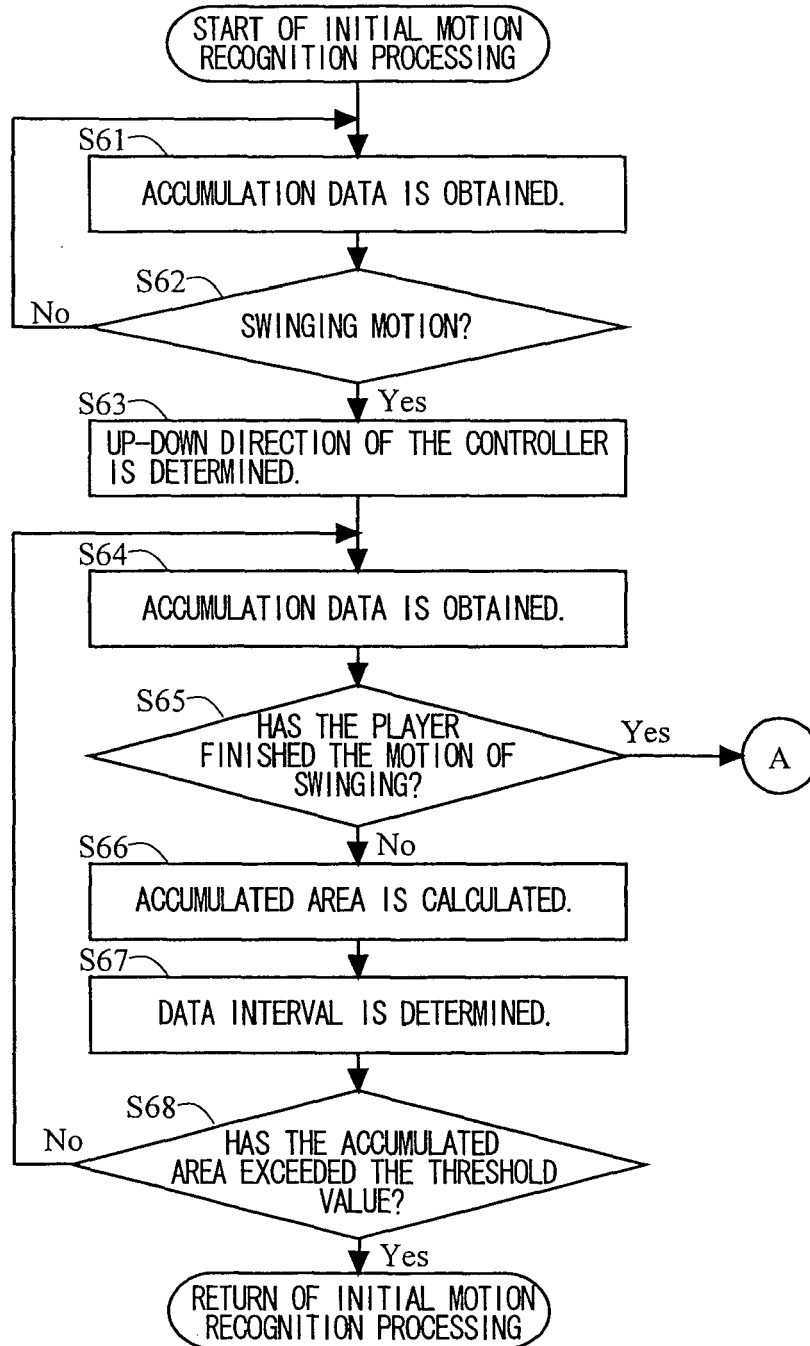 START OF INITIAL MOTION
RECOGNITION PROCESSING
S61
ACCUMULATION DATA IS OBTAINED.
S62
No
SWINGING MOTION?
Yes
S63
UP-DOWN DIRECTION OF THE CONTROLLER
IS DETERMINED.
S64
ACCUMULATION DATA IS OBTAINED.
S65
HAS THE PLAYER
FINISHED THE MOTION OF
SWINGING?
Yes
A
No
S66
ACCUMULATED AREA IS CALCULATED.
S67
DATA INTERVAL IS DETERMINED.
S68
No
HAS THE ACCUMULATED
AREA EXCEEDED THE THRESHOLD
VALUE?
Yes
RETURN OF INITIAL MOTION
RECOGNITION PROCESSING